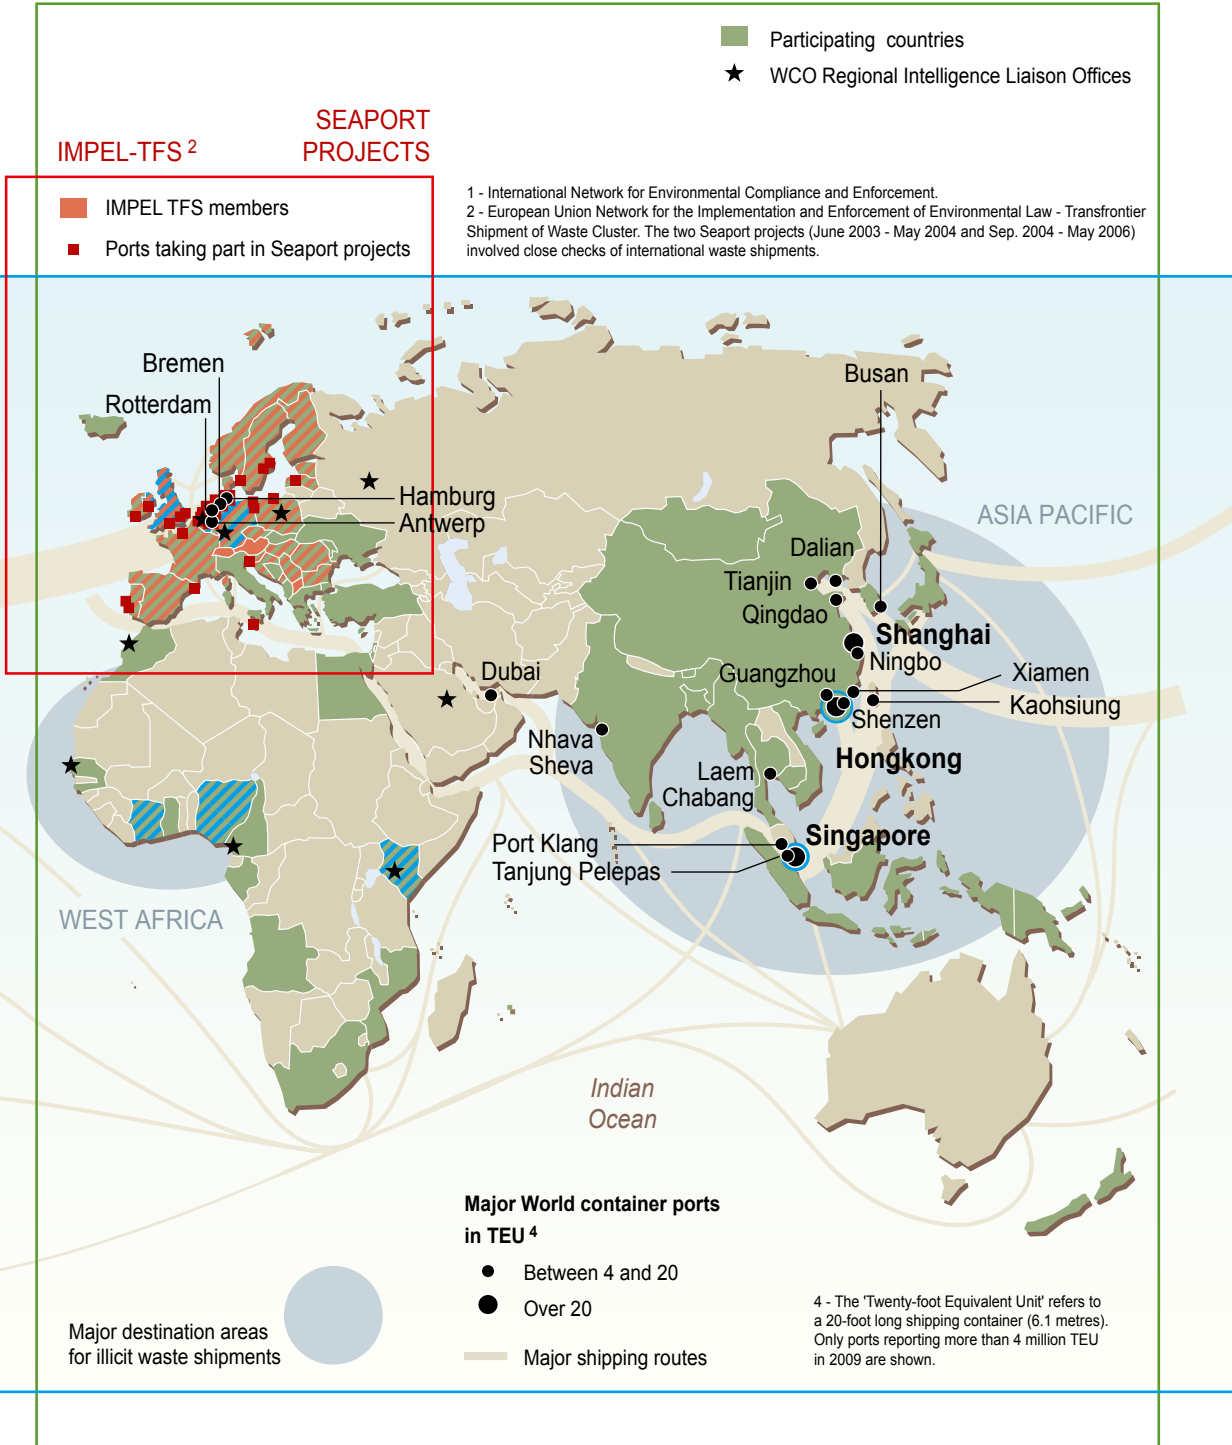 Participating countries
WCO Regional Intelligence Liaison Offices
SEAPORT
IMPEL-TFS 2
PROJECTS
IMPEL TFS members
Ports taking part in Seaport projects
1 - International Network for Environmental Compliance and Enforcement.
2 - European Union Network for the Implementation and Enforcement of Environmental Law - Transfrontier
Shipment of Waste Cluster. The two Seaport projects (June 2003 - May 2004 and Sep. 2004 - May 2006)
involved close checks of international waste shipments.
Bremen
Rotterdam
Busan
Hamburg
Antwerp
ASIA PACIFIC
Dalian
Tianjin
Qingdao
Shanghai
Ningbo
Dubai
Guangzhou
Xiamen
Kaohsiung
Shenzen
Nhava
Sheva
Hongkong
Laem
Chabang
Singapore
Port Klang
Tanjung Pelepas
WEST AFRICA
Indian
Ocean
Major World container ports
in TEU 4
Between 4 and 20
Over 20
Major shipping routes
Major destination areas
for illicit waste shipments
4 - The 'Twenty-foot Equivalent Unit' refers to
a 20-foot long shipping container (6.1 metres).
Only ports reporting more than 4 million TEU
in 2009 are shown.